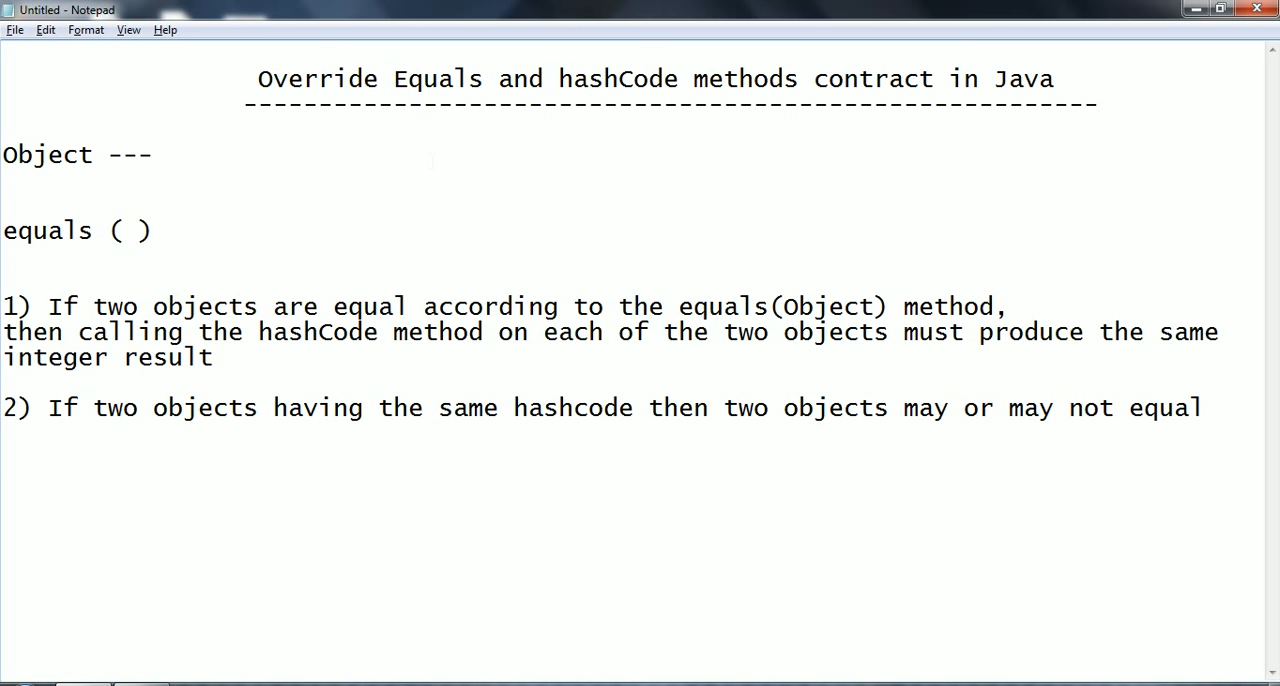 Untitled - Notepad
File Edit Format View Help
Override Equals and hashCode methods contract in Java
---------------------------------------------------------
Object ---
equals ( )
1) If two objects are equal according to the equals(Object) method,
then calling the hashCode method on each of the two objects must produce the same
integer result
2) If two objects having the same hashcode then two objects may or may not equal